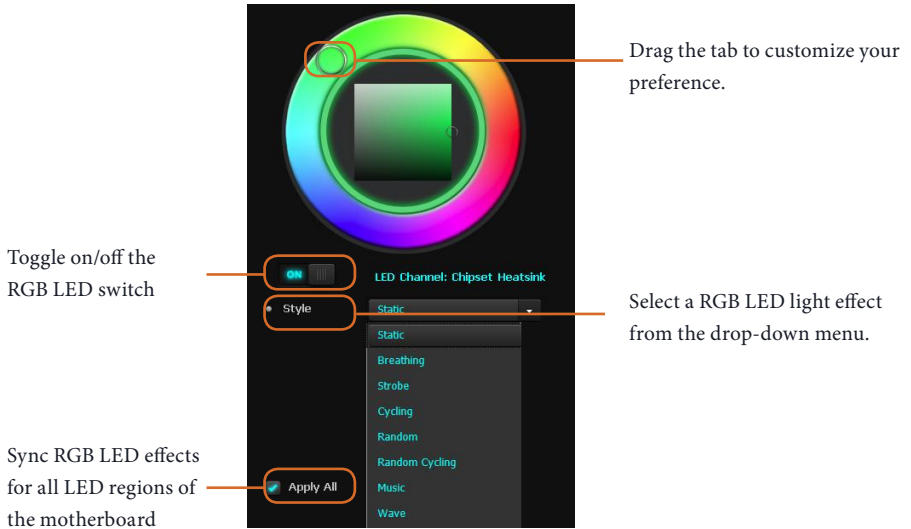 Drag the tab to customize your
preference.
Toggle on/off the
RGB LED switch
ON
LED Channel: Chipset Heatsink
Style
Static
Select a RGB LED light effect
from the drop-down menu.
Static
Breathing
Strobe
Cycling
Random
Random Cycling
Music
Wave
Sync RGB LED effects
for all LED regions of
the motherboard
Apply All